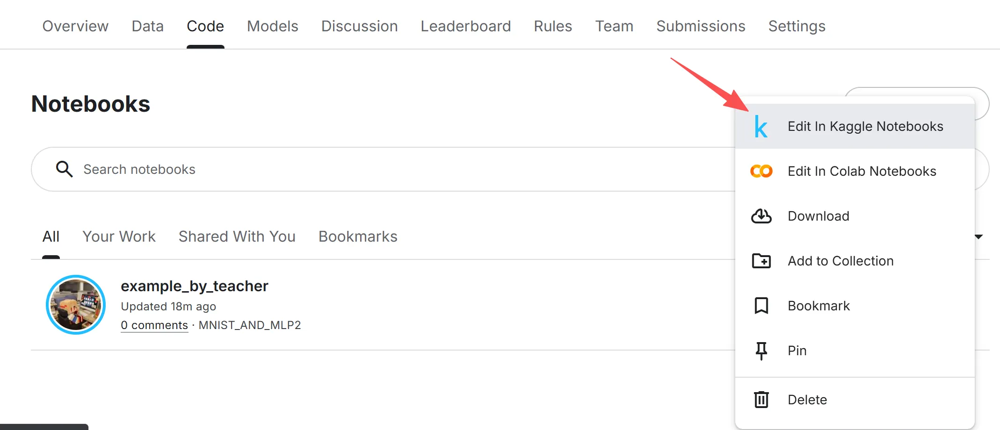 Overview Data Code Models Discussion Leaderboard Rules Team Submissions Settings
Notebooks
Search notebooks
All Your Work Shared With You Bookmarks
example_by_teacher
Updated 18m ago
0 comments · MNIST_AND_MLP2
k Edit In Kaggle Notebooks
Edit In Colab Notebooks
Download
Add to Collection
Bookmark
Pin
Delete